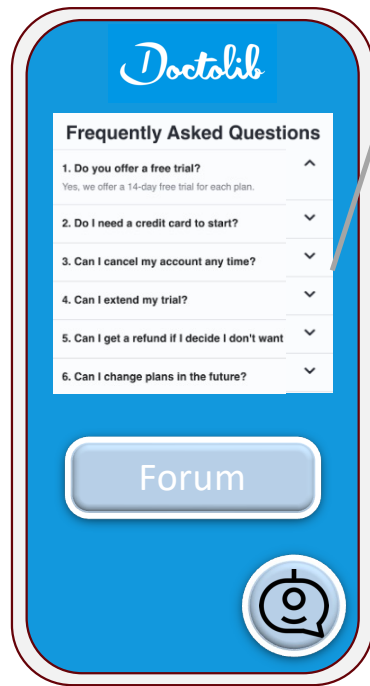 Doctolib
Frequently Asked Questions
1. Do you offer a free trial?
Yes, we offer a 14-day free trial for each plan.
2. Do I need a credit card to start?
3. Can I cancel my account any time?
4. Can I extend my trial?
5. Can I get a refund if I decide I don't want
6. Can I change plans in the future?
Forum